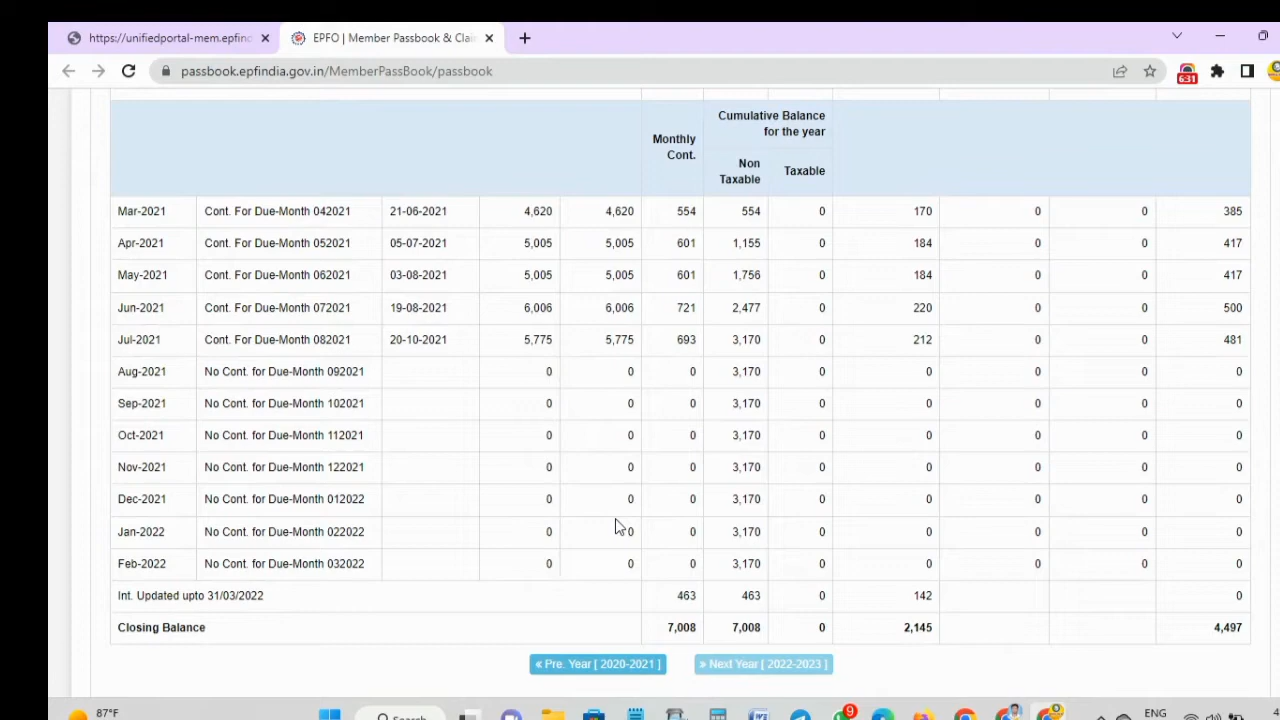 https://unifiedportal-mem.epfinc
EPFO | Member Passbook & Clai
passbook.epfindia.gov.in/MemberPassBook/passbook
6:31
Monthly Cont.
Cumulative Balance for the year
Non Taxable
Taxable
Mar-2021 Cont. For Due-Month 042021 21-06-2021 4,620 4,620 554 554 0 170 0 0 385
Apr-2021 Cont. For Due-Month 052021 05-07-2021 5,005 5,005 601 1,155 0 184 0 0 417
May-2021 Cont. For Due-Month 062021 03-08-2021 5,005 5,005 601 1,756 0 184 0 0 417
Jun-2021 Cont. For Due-Month 072021 19-08-2021 6,006 6,006 721 2,477 0 220 0 0 500
Jul-2021 Cont. For Due-Month 082021 20-10-2021 5,775 5,775 693 3,170 0 212 0 0 481
Aug-2021 No Cont. for Due-Month 092021 0 0 0 3,170 0 0 0 0 0
Sep-2021 No Cont. for Due-Month 102021 0 0 0 3,170 0 0 0 0 0
Oct-2021 No Cont. for Due-Month 112021 0 0 0 3,170 0 0 0 0 0
Nov-2021 No Cont. for Due-Month 122021 0 0 0 3,170 0 0 0 0 0
Dec-2021 No Cont. for Due-Month 012022 0 0 0 3,170 0 0 0 0 0
Jan-2022 No Cont. for Due-Month 022022 0 0 0 3,170 0 0 0 0 0
Feb-2022 No Cont. for Due-Month 032022 0 0 0 3,170 0 0 0 0 0
Int. Updated upto 31/03/2022 463 463 0 142 0
Closing Balance 7,008 7,008 0 2,145 4,497
« Pre. Year [ 2020-2021 ] » Next Year [ 2022-2023 ]
87°F
Search
9
ENG